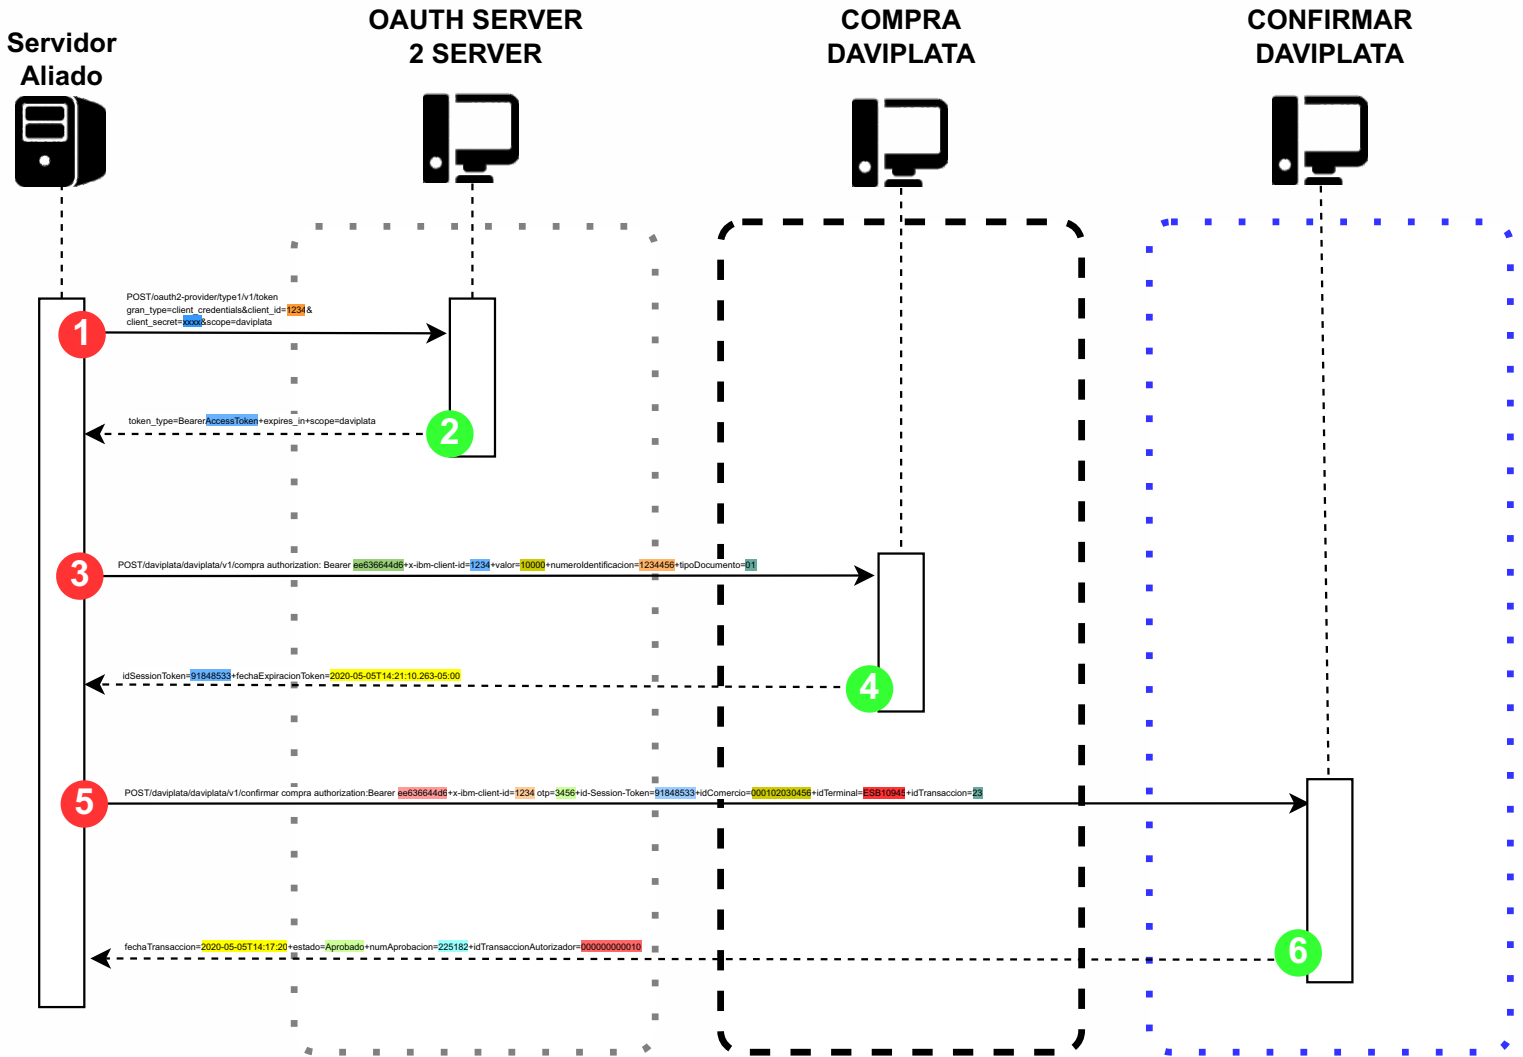 Servidor
Aliado
OAUTH SERVER
2 SERVER
COMPRA
DAVIPLATA
CONFIRMAR
DAVIPLATA
POST/oauth2-provider/type1/v1/token
gran_type=client_credentials&client_id=1234&
client_secret=xxxx&scope=daviplata
1
token_type=BearerAccessToken+expires_in+scope=daviplata
2
POST/daviplata/daviplata/v1/compra authorization: Bearer ee636644d6+x-ibm-client-id=1234+valor=10000+numeroIdentificacion=1234456+tipoDocumento=01
3
idSessionToken=91848533+fechaExpiracionToken=2020-05-05T14:21:10.263-05:00
4
POST/daviplata/daviplata/v1/confirmar compra authorization:Bearer ee636644d6+x-ibm-client-id=1234 otp=3456+id-Session-Token=91848533+idComercio=000102030456+idTerminal=ESB10945+idTransaccion=23
5
fechaTransaccion=2020-05-05T14:17:20+estado=Aprobado+numAprobacion=225182+idTransaccionAutorizador=000000000010
6